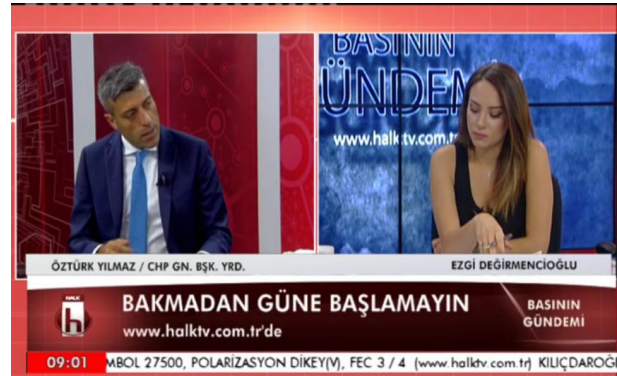 BASININ
GÜNDEMİ
www.halktv.com.tr
ÖZTÜRK YILMAZ / CHP GN. BŞK. YRD.
EZGİ DEĞİRMENCİOĞLU
HALK
h
BAKMADAN GÜNE BAŞLAMAYIN
www.halktv.com.tr'de
BASININ
GÜNDEMİ
09:01 MBOL 27500, POLARİZASYON DİKEY(V), FEC 3 / 4 (www.halktv.com.tr) KILIÇDAROĞ